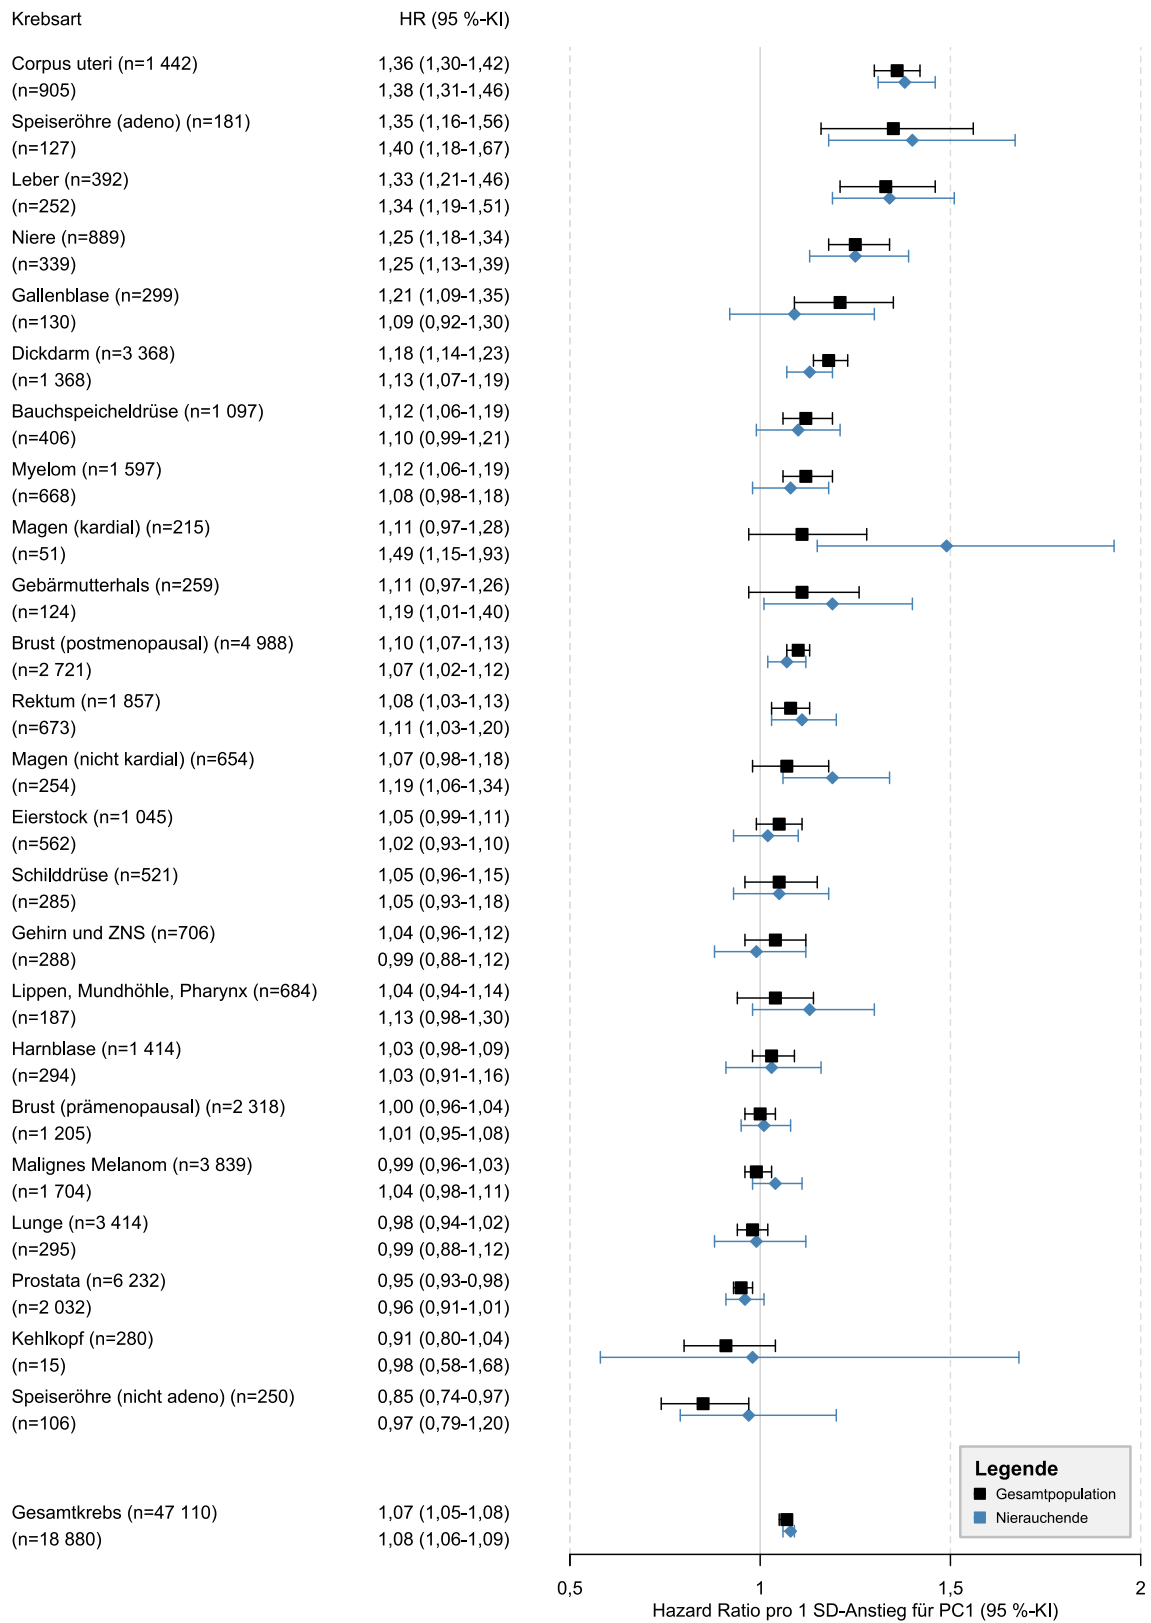 Krebsart HR (95 %-KI)
Corpus uteri (n=1 442) 1,36 (1,30-1,42)
(n=905) 1,38 (1,31-1,46)
Speiseröhre (adeno) (n=181) 1,35 (1,16-1,56)
(n=127) 1,40 (1,18-1,67)
Leber (n=392) 1,33 (1,21-1,46)
(n=252) 1,34 (1,19-1,51)
Niere (n=889) 1,25 (1,18-1,34)
(n=339) 1,25 (1,13-1,39)
Gallenblase (n=299) 1,21 (1,09-1,35)
(n=130) 1,09 (0,92-1,30)
Dickdarm (n=3 368) 1,18 (1,14-1,23)
(n=1 368) 1,13 (1,07-1,19)
Bauchspeicheldrüse (n=1 097) 1,12 (1,06-1,19)
(n=406) 1,10 (0,99-1,21)
Myelom (n=1 597) 1,12 (1,06-1,19)
(n=668) 1,08 (0,98-1,18)
Magen (kardial) (n=215) 1,11 (0,97-1,28)
(n=51) 1,49 (1,15-1,93)
Gebärmutterhals (n=259) 1,11 (0,97-1,26)
(n=124) 1,19 (1,01-1,40)
Brust (postmenopausal) (n=4 988) 1,10 (1,07-1,13)
(n=2 721) 1,07 (1,02-1,12)
Rektum (n=1 857) 1,08 (1,03-1,13)
(n=673) 1,11 (1,03-1,20)
Magen (nicht kardial) (n=654) 1,07 (0,98-1,18)
(n=254) 1,19 (1,06-1,34)
Eierstock (n=1 045) 1,05 (0,99-1,11)
(n=562) 1,02 (0,93-1,10)
Schilddrüse (n=521) 1,05 (0,96-1,15)
(n=285) 1,05 (0,93-1,18)
Gehirn und ZNS (n=706) 1,04 (0,96-1,12)
(n=288) 0,99 (0,88-1,12)
Lippen, Mundhöhle, Pharynx (n=684) 1,04 (0,94-1,14)
(n=187) 1,13 (0,98-1,30)
Harnblase (n=1 414) 1,03 (0,98-1,09)
(n=294) 1,03 (0,91-1,16)
Brust (prämenopausal) (n=2 318) 1,00 (0,96-1,04)
(n=1 205) 1,01 (0,95-1,08)
Malignes Melanom (n=3 839) 0,99 (0,96-1,03)
(n=1 704) 1,04 (0,98-1,11)
Lunge (n=3 414) 0,98 (0,94-1,02)
(n=295) 0,99 (0,88-1,12)
Prostata (n=6 232) 0,95 (0,93-0,98)
(n=2 032) 0,96 (0,91-1,01)
Kehlkopf (n=280) 0,91 (0,80-1,04)
(n=15) 0,98 (0,58-1,68)
Speiseröhre (nicht adeno) (n=250) 0,85 (0,74-0,97)
(n=106) 0,97 (0,79-1,20)
Gesamtkrebs (n=47 110) 1,07 (1,05-1,08)
(n=18 880) 1,08 (1,06-1,09)
Legende
Gesamtpopulation
Nierauchende
0,5 1 1,5 2
Hazard Ratio pro 1 SD-Anstieg für PC1 (95 %-KI)